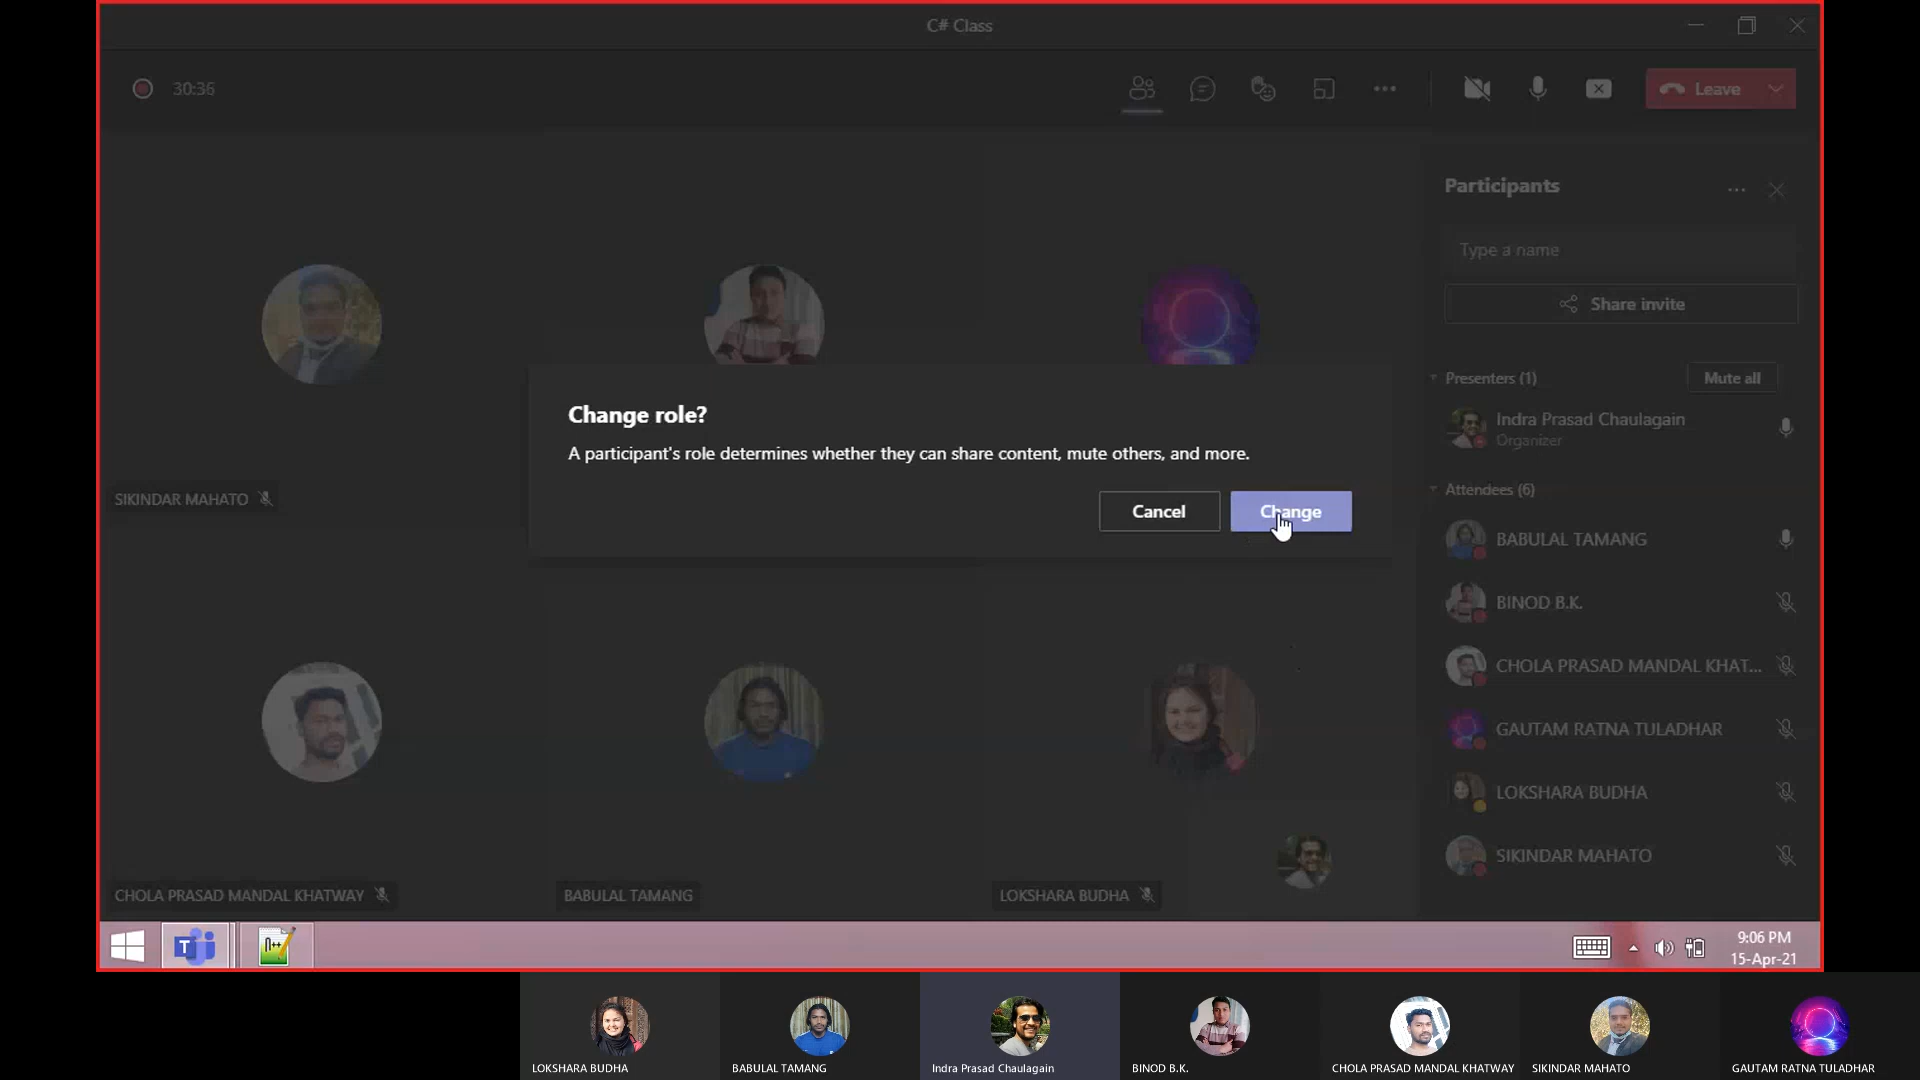 C# Class
30:36
Leave
Participants
Type a name
Share invite
Presenters (1)
Mute all
Indra Prasad Chaulagain
Organizer
Attendees (6)
BABULAL TAMANG
BINOD B.K.
CHOLA PRASAD MANDAL KHAT...
GAUTAM RATNA TULADHAR
LOKSHARA BUDHA
SIKINDAR MAHATO
Change role?
A participant's role determines whether they can share content, mute others, and more.
Cancel
Change
SIKINDAR MAHATO
CHOLA PRASAD MANDAL KHATWAY
BABULAL TAMANG
LOKSHARA BUDHA
T
n++
9:06 PM
15-Apr-21
LOKSHARA BUDHA
BABULAL TAMANG
Indra Prasad Chaulagain
BINOD B.K.
CHOLA PRASAD MANDAL KHATWAY
SIKINDAR MAHATO
GAUTAM RATNA TULADHAR